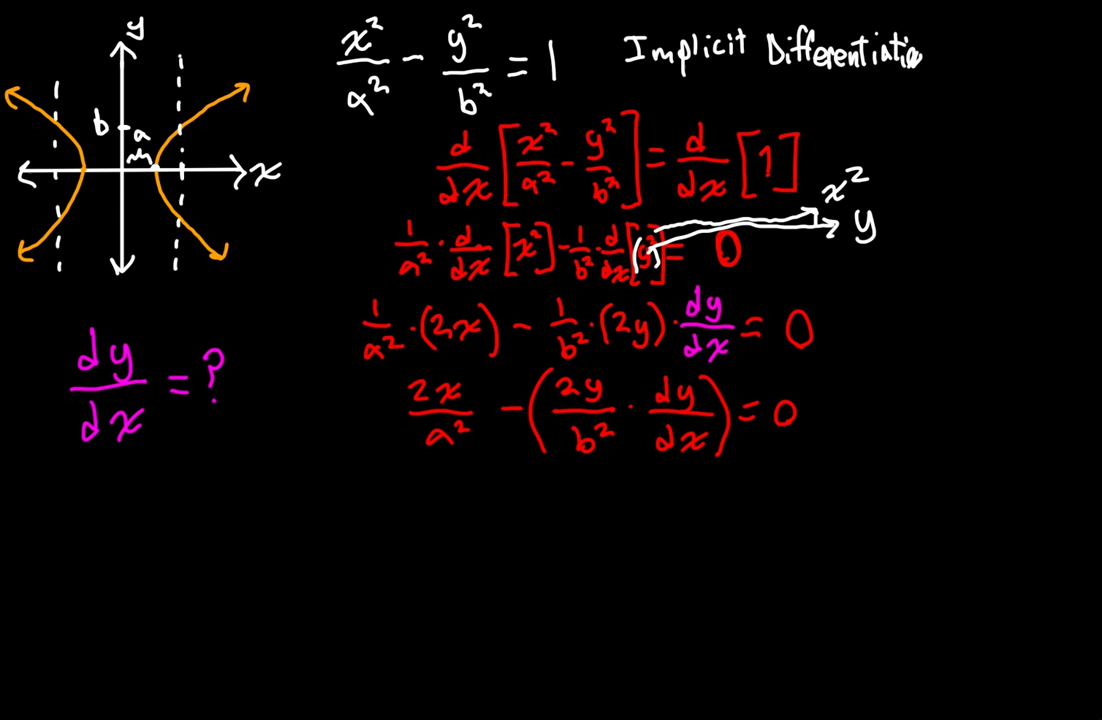 y
b
a
x
x²/a² - y²/b² = 1
Implicit Differentiation
d/dx [x²/a² - y²/b²] = d/dx [1]
x²
y
1/a² · d/dx [x²] - 1/b² · d/dx [(y)²] = 0
1/a² · (2x) - 1/b² · (2y) · dy/dx = 0
dy/dx = ?
2x/a² - (2y/b² · dy/dx) = 0